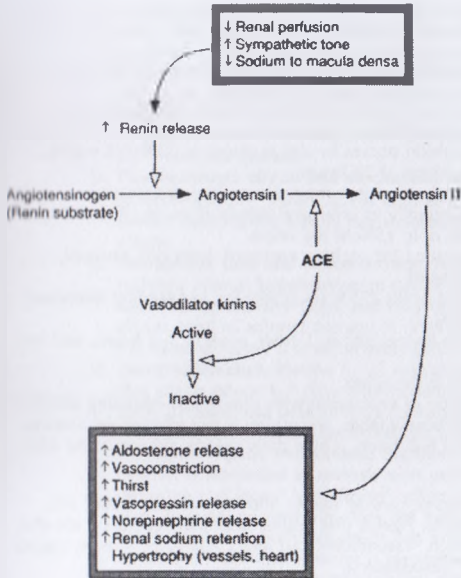 ↓ Renal perfusion
↑ Sympathetic tone
↓ Sodium to macula densa
↑ Renin release
Angiotensinogen
(Renin substrate)
Angiotensin I
Angiotensin II
ACE
Vasodilator kinins
Active
Inactive
↑ Aldosterone release
↑ Vasoconstriction
↑ Thirst
↑ Vasopressin release
↑ Norepinephrine release
↑ Renal sodium retention
Hypertrophy (vessels, heart)